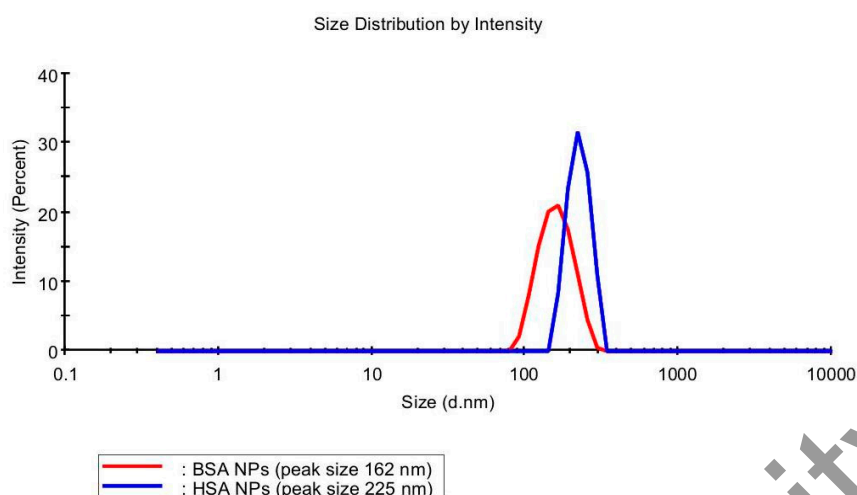 Size Distribution by Intensity
40
30
20
10
0
Intensity (Percent)
0.1 1 10 100 1000 10000
Size (d.nm)
: BSA NPs (peak size 162 nm)
: HSA NPs (peak size 225 nm)